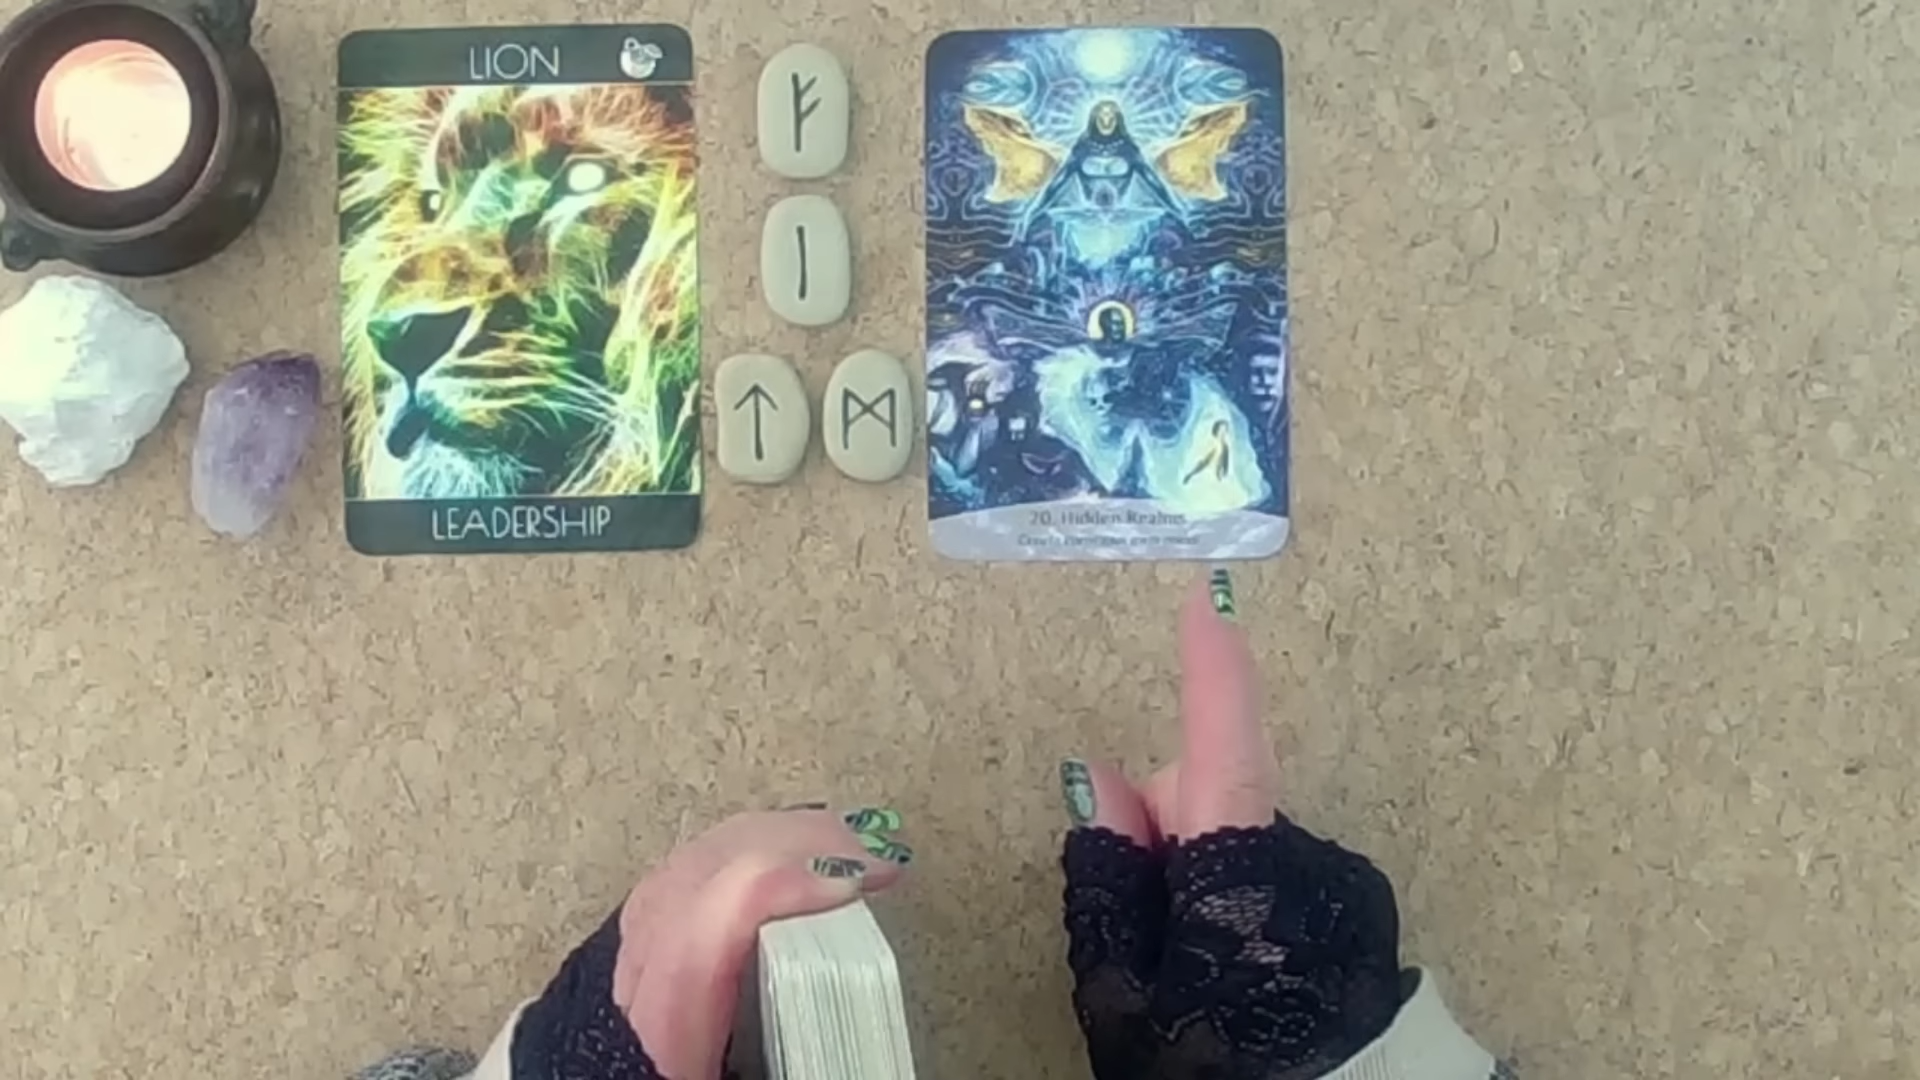 LION
LEADERSHIP
ᚠ
ᛁ
ᛏ ᛗ
20. Hidden Realms